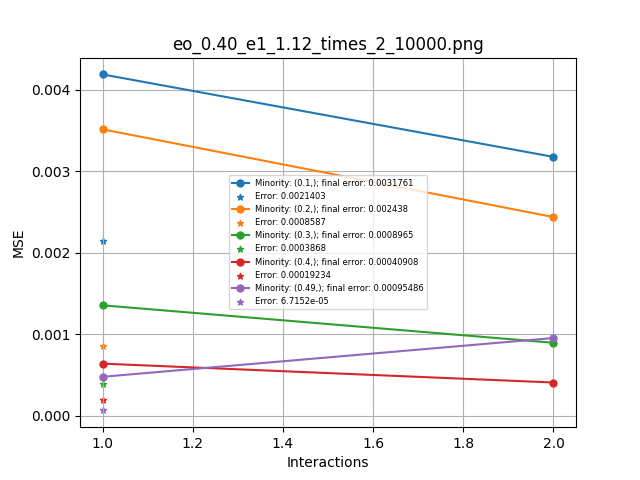 eo_0.40_e1_1.12_times_2_10000.png
MSE
0.004
0.003
0.002
0.001
0.000
Minority: (0.1,); final error: 0.0031761
Error: 0.0021403
Minority: (0.2,); final error: 0.002438
Error: 0.0008587
Minority: (0.3,); final error: 0.0008965
Error: 0.0003868
Minority: (0.4,); final error: 0.00040908
Error: 0.00019234
Minority: (0.49,); final error: 0.00095486
Error: 6.7152e-05
1.0 1.2 1.4 1.6 1.8 2.0
Interactions